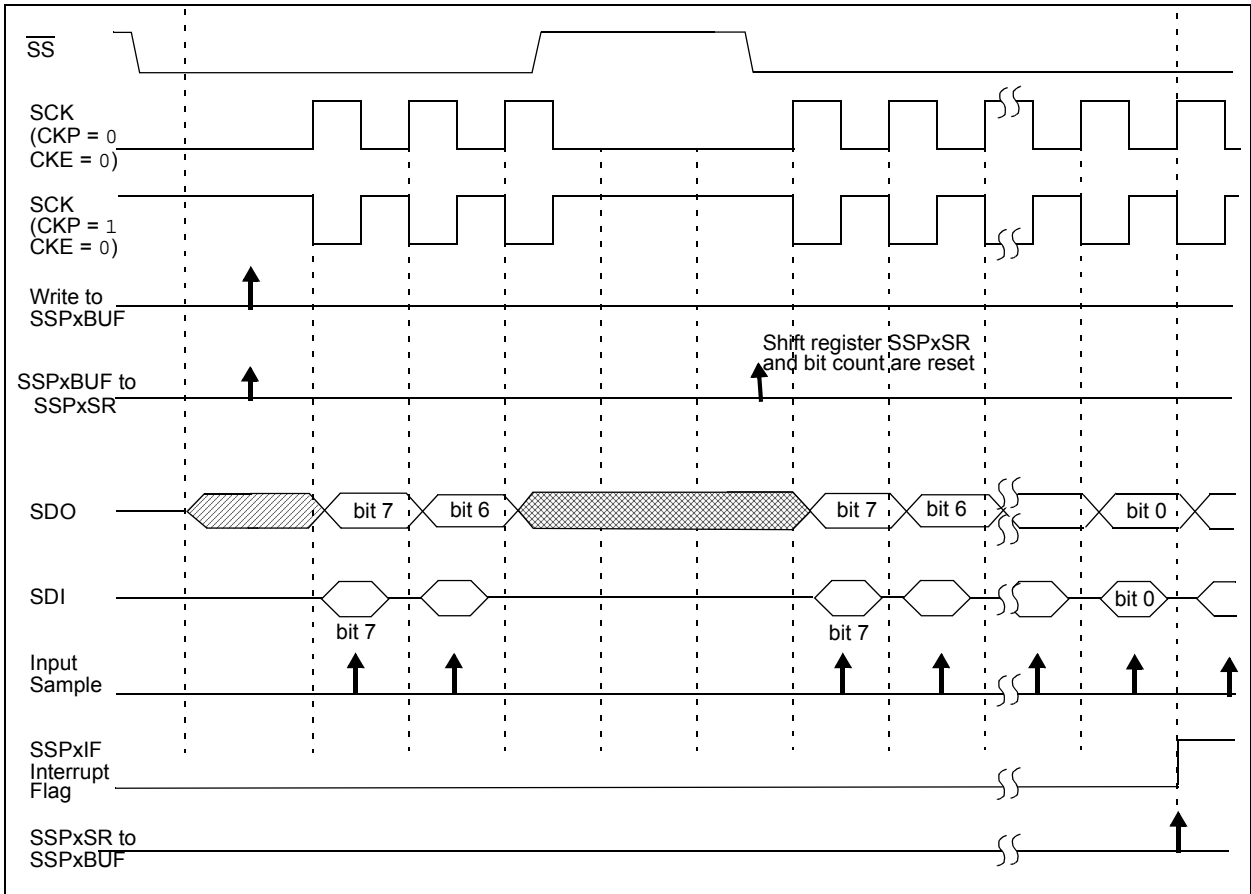 SS
SCK
(CKP = 0
CKE = 0)
SCK
(CKP = 1
CKE = 0)
Write to
SSPxBUF
Shift register SSPxSR
and bit count are reset
SSPxBUF to
SSPxSR
SDO
bit 7
bit 6
bit 7
bit 6
bit 0
SDI
bit 0
bit 7
bit 7
Input
Sample
SSPxIF
Interrupt
Flag
SSPxSR to
SSPxBUF